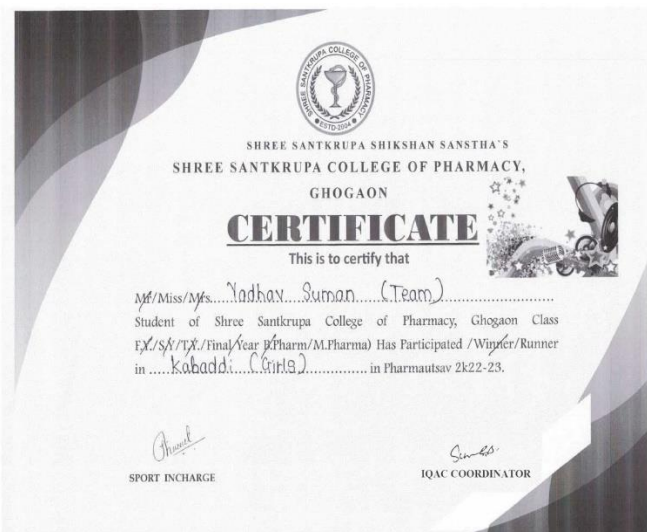 SHREE SANTKRUPA COLLEGE OF PHARMACY
ESTD-2004
SHREE SANTKRUPA SHIKSHAN SANSTHA'S
SHREE SANTKRUPA COLLEGE OF PHARMACY,
GHOGAON
CERTIFICATE
This is to certify that
Mr/Miss/Mrs.....Yadhav Suman (Team)..........................
Student of Shree Santkrupa College of Pharmacy, Ghogaon Class
F.Y./S.Y/T.Y./Final Year B.Pharm/M.Pharma) Has Participated /Winner/Runner
in .....Kabaddi (Girls)............... in Pharmautsav 2k22-23.
SPORT INCHARGE
IQAC COORDINATOR